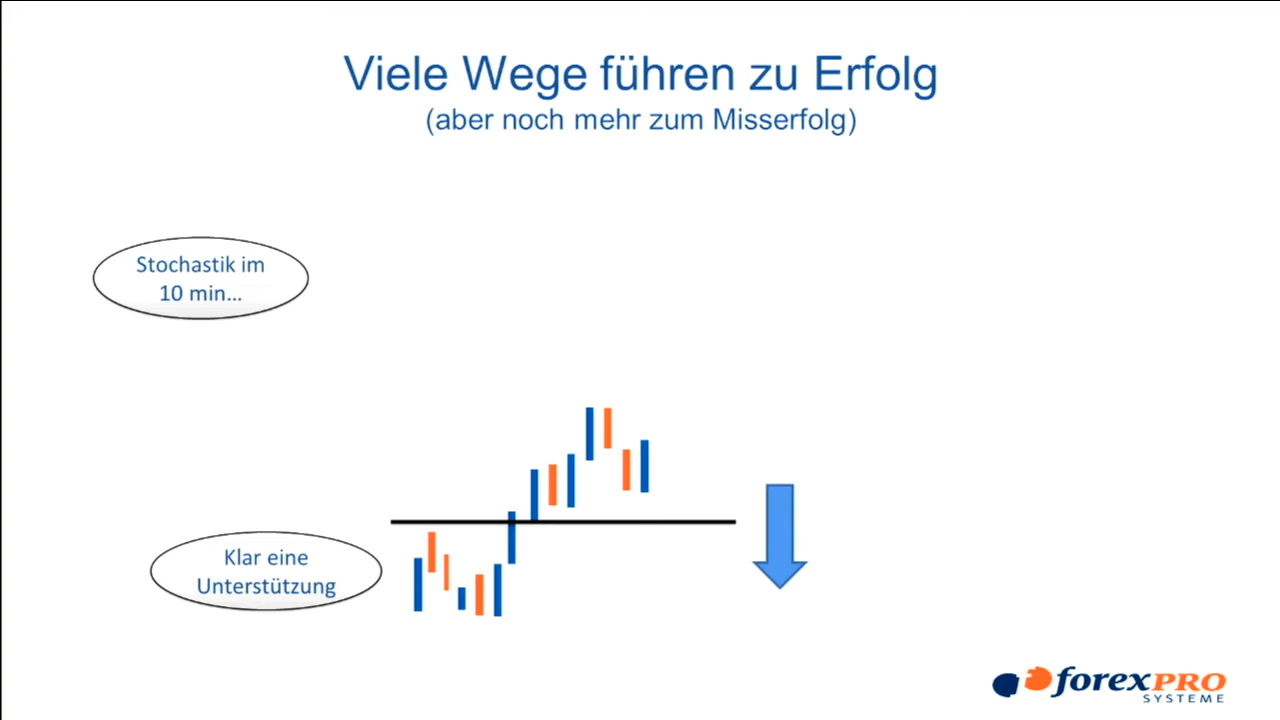 Viele Wege führen zu Erfolg
(aber noch mehr zum Misserfolg)
Stochastik im
10 min...
Klar eine
Unterstützung
forexPRO
SYSTEME